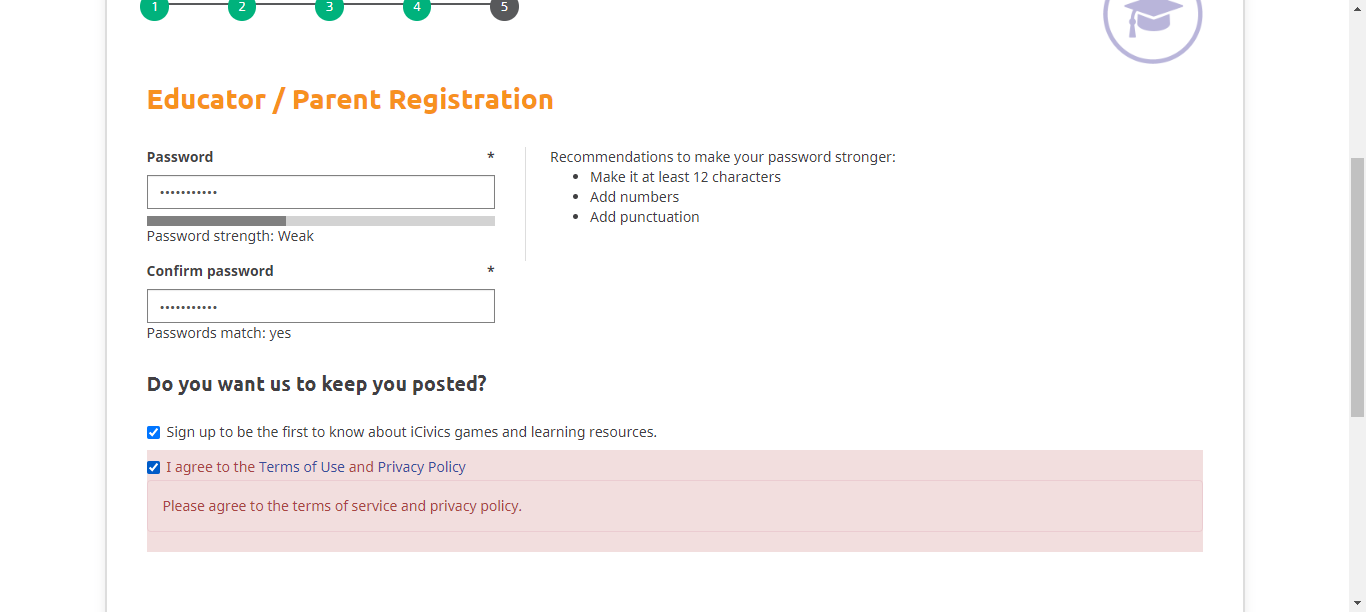 1 2 3 4 5
Educator / Parent Registration
Password *
Password strength: Weak
Recommendations to make your password stronger:
Make it at least 12 characters
Add numbers
Add punctuation
Confirm password *
Passwords match: yes
Do you want us to keep you posted?
Sign up to be the first to know about iCivics games and learning resources.
I agree to the Terms of Use and Privacy Policy
Please agree to the terms of service and privacy policy.